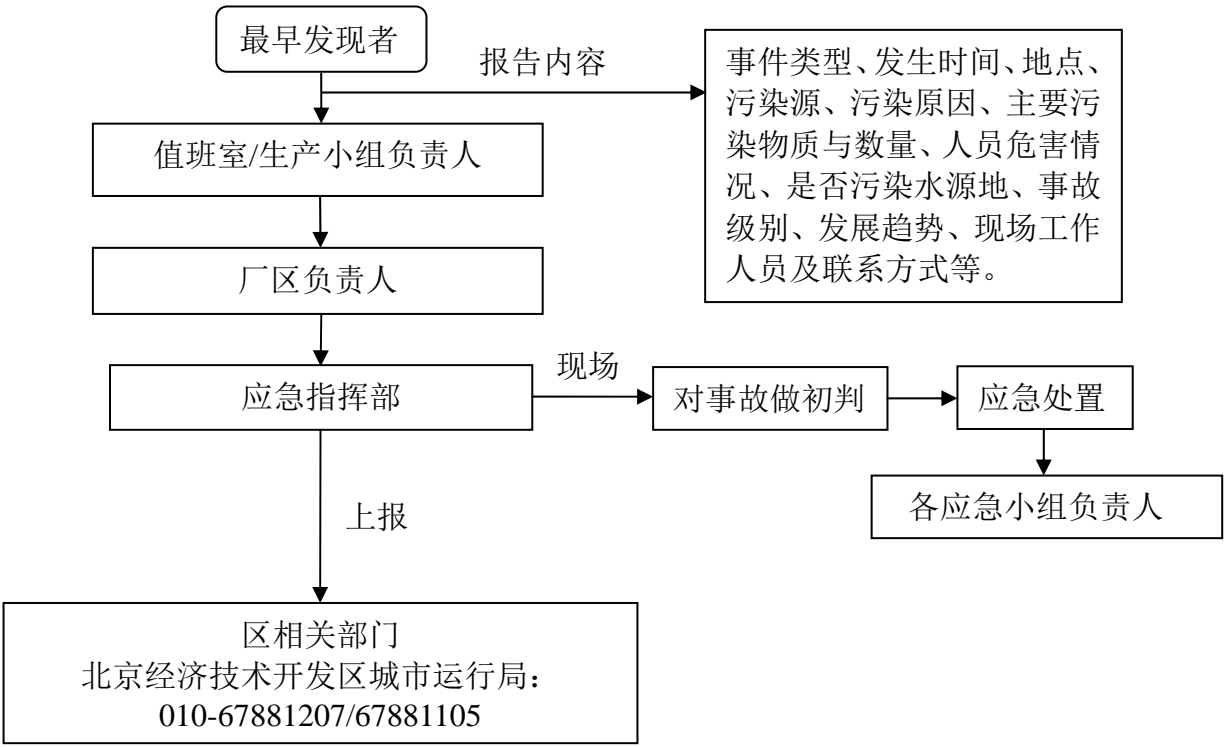 最早发现者
报告内容
事件类型、发生时间、地点、
污染源、污染原因、主要污
染物质与数量、人员危害情
况、是否污染水源地、事故
级别、发展趋势、现场工作
人员及联系方式等。
值班室/生产小组负责人
厂区负责人
应急指挥部
现场
对事故做初判
应急处置
各应急小组负责人
上报
区相关部门
北京经济技术开发区城市运行局：
010-67881207/67881105